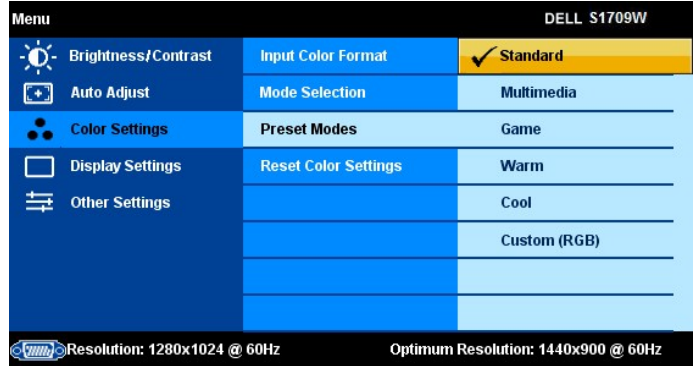 Menu DELL S1709W
Brightness/Contrast Input Color Format Standard
Auto Adjust Mode Selection Multimedia
Color Settings Preset Modes Game
Display Settings Reset Color Settings Warm
Other Settings Cool
Custom (RGB)
Resolution: 1280x1024 @ 60Hz Optimum Resolution: 1440x900 @ 60Hz